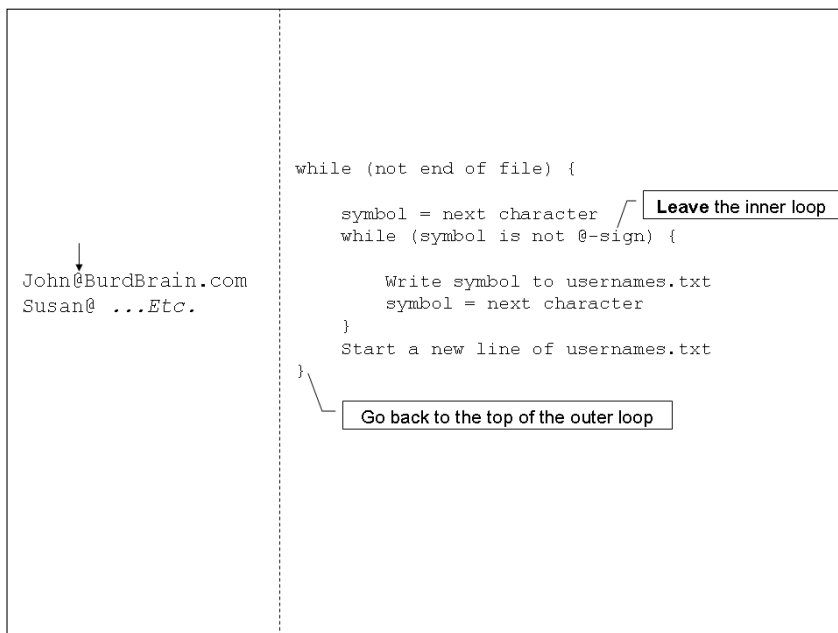 John@BurdBrain.com
Susan@ ...Etc.
while (not end of file) {
symbol = next character
Leave the inner loop
while (symbol is not @-sign) {
Write symbol to usernames.txt
symbol = next character
}
Start a new line of usernames.txt
}
Go back to the top of the outer loop